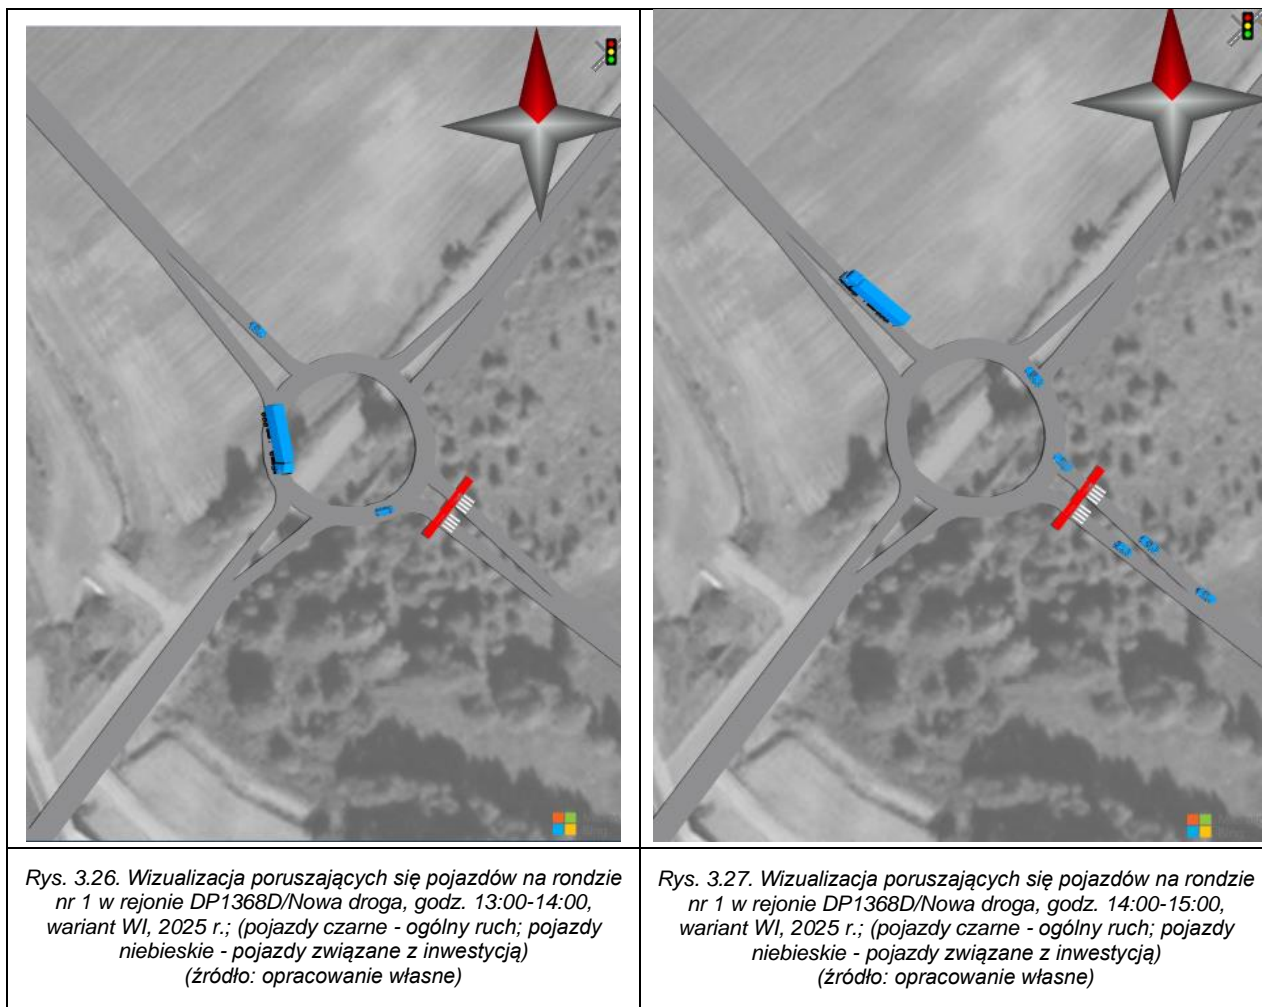 Rys. 3.26. Wizualizacja poruszających się pojazdów na rondzie
nr 1 w rejonie DP1368D/Nowa droga, godz. 13:00-14:00,
wariant WI, 2025 r.; (pojazdy czarne - ogólny ruch; pojazdy
niebieskie - pojazdy związane z inwestycją)
(źródło: opracowanie własne)
Rys. 3.27. Wizualizacja poruszających się pojazdów na rondzie
nr 1 w rejonie DP1368D/Nowa droga, godz. 14:00-15:00,
wariant WI, 2025 r.; (pojazdy czarne - ogólny ruch; pojazdy
niebieskie - pojazdy związane z inwestycją)
(źródło: opracowanie własne)